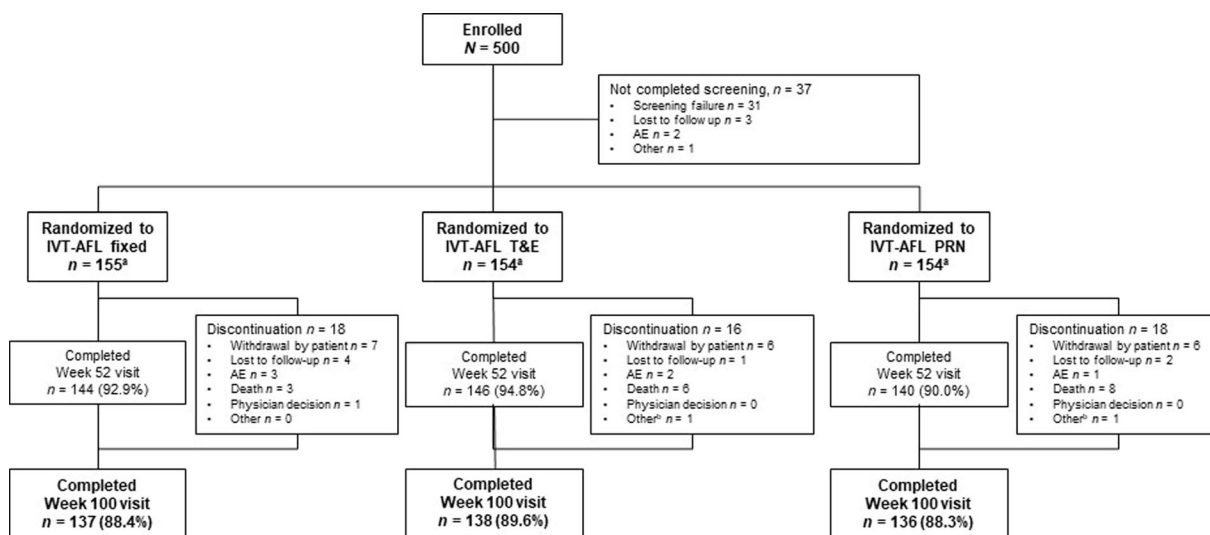 Enrolled
N = 500
Not completed screening, n = 37
• Screening failure n = 31
• Lost to follow up n = 3
• AE n = 2
• Other n = 1
Randomized to
IVT-AFL fixed
n = 155ª
Randomized to
IVT-AFL T&E
n = 154ª
Randomized to
IVT-AFL PRN
n = 154ª
Completed
Week 52 visit
n = 144 (92.9%)
Discontinuation n = 18
• Withdrawal by patient n = 7
• Lost to follow-up n = 4
• AE n = 3
• Death n = 3
• Physician decision n = 1
• Other n = 0
Completed
Week 52 visit
n = 146 (94.8%)
Discontinuation n = 16
• Withdrawal by patient n = 6
• Lost to follow-up n = 1
• AE n = 2
• Death n = 6
• Physician decision n = 0
• Otherᵇ n = 1
Completed
Week 52 visit
n = 140 (90.0%)
Discontinuation n = 18
• Withdrawal by patient n = 6
• Lost to follow-up n = 2
• AE n = 1
• Death n = 8
• Physician decision n = 0
• Otherᵇ n = 1
Completed
Week 100 visit
n = 137 (88.4%)
Completed
Week 100 visit
n = 138 (89.6%)
Completed
Week 100 visit
n = 136 (88.3%)